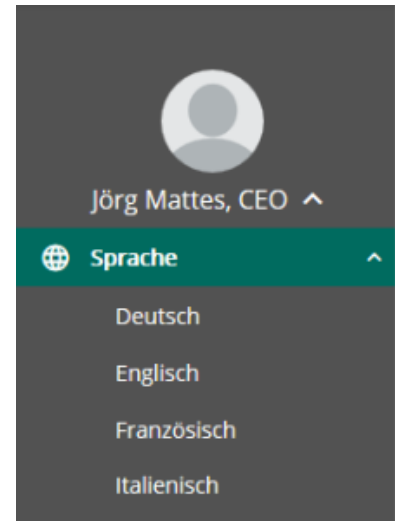 Jörg Mattes, CEO
Sprache
Deutsch
Englisch
Französisch
Italienisch